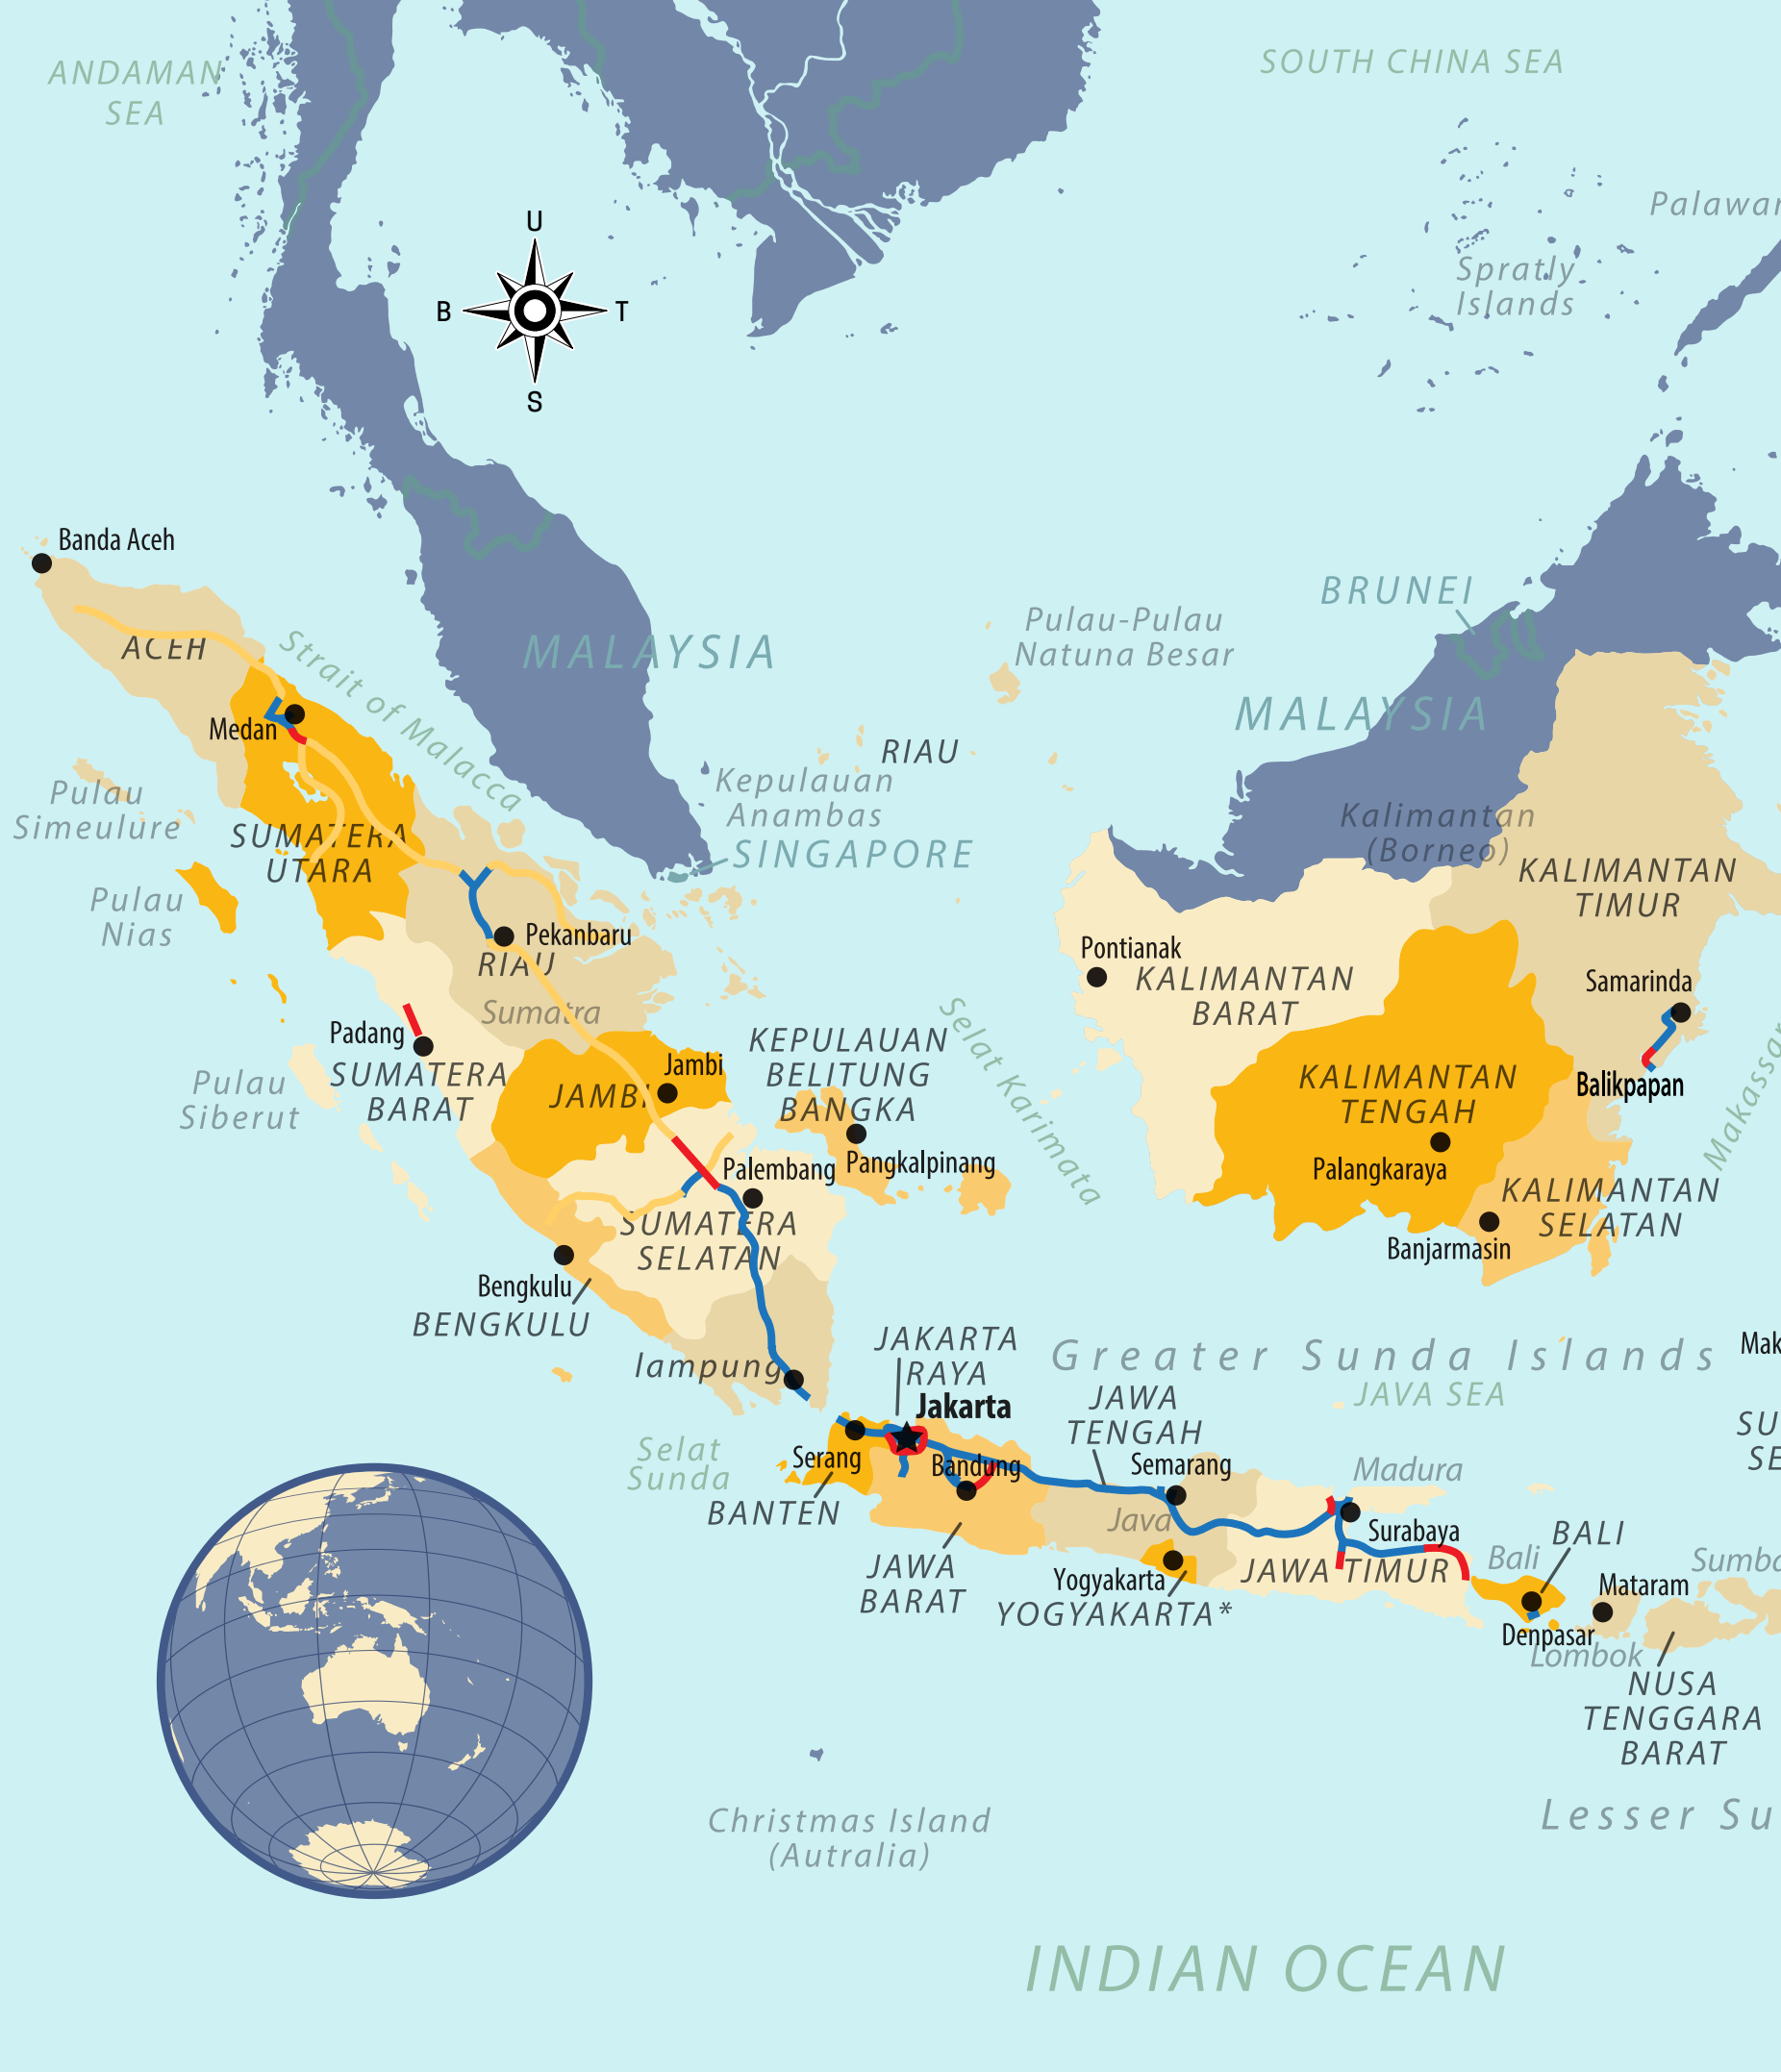 ANDAMAN
SEA
SOUTH CHINA SEA
Palawan
U
B
T
S
Spratly
Islands
Banda Aceh
ACEH
Strait of Malacca
MALAYSIA
Pulau-Pulau
Natuna Besar
BRUNEI
MALAYSIA
Medan
RIAU
Kepulauan
Anambas
SINGAPORE
Pulau
Simeulure
SUMATERA
UTARA
Kalimantan
(Borneo)
KALIMANTAN
TIMUR
Pulau
Nias
Pekanbaru
RIAU
Sumatra
Pontianak
KALIMANTAN
BARAT
Samarinda
Padang
SUMATERA
BARAT
Pulau
Siberut
Jambi
JAMBI
KEPULAUAN
BELITUNG
BANGKA
Selat Karimata
KALIMANTAN
TENGAH
Balikpapan
Makassar
Palembang
Pangkalpinang
Palangkaraya
SUMATERA
SELATAN
KALIMANTAN
SELATAN
Banjarmasin
Bengkulu
BENGKULU
lampung
JAKARTA
RAYA
Jakarta
Greater Sunda Islands
JAVA SEA
Mak
SU
SE
JAWA
TENGAH
Selat
Sunda
Serang
Bandung
Semarang
Madura
BANTEN
Java
Surabaya
BALI
Bali
Sumba
JAWA
BARAT
Yogyakarta
YOGYAKARTA*
JAWA TIMUR
Mataram
Denpasar
Lombok
NUSA
TENGGARA
BARAT
Christmas Island
(Autralia)
Lesser Su
INDIAN OCEAN